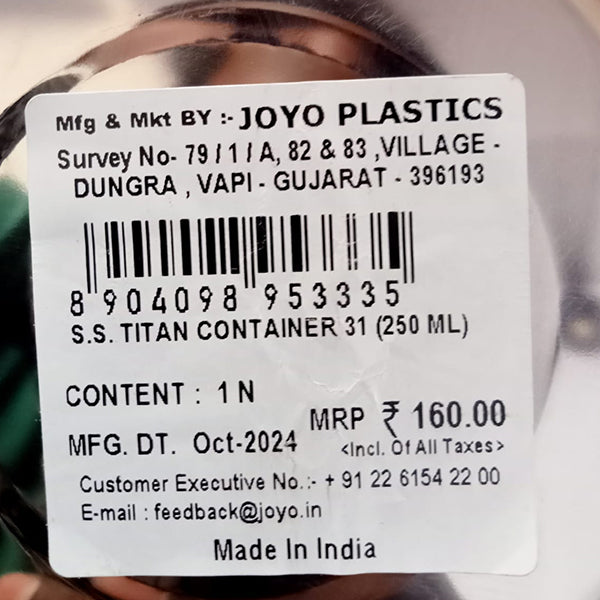 Mfg & Mkt BY :- JOYO PLASTICS
Survey No- 79 / 1 / A, 82 & 83 ,VILLAGE -
DUNGRA , VAPI - GUJARAT - 396193
8 904098 953335
S.S. TITAN CONTAINER 31 (250 ML)
CONTENT : 1 N
MRP ₹ 160.00
MFG. DT. Oct-2024
<Incl. Of All Taxes>
Customer Executive No.:- + 91 22 6154 22 00
E-mail : feedback@joyo.in
Made In India